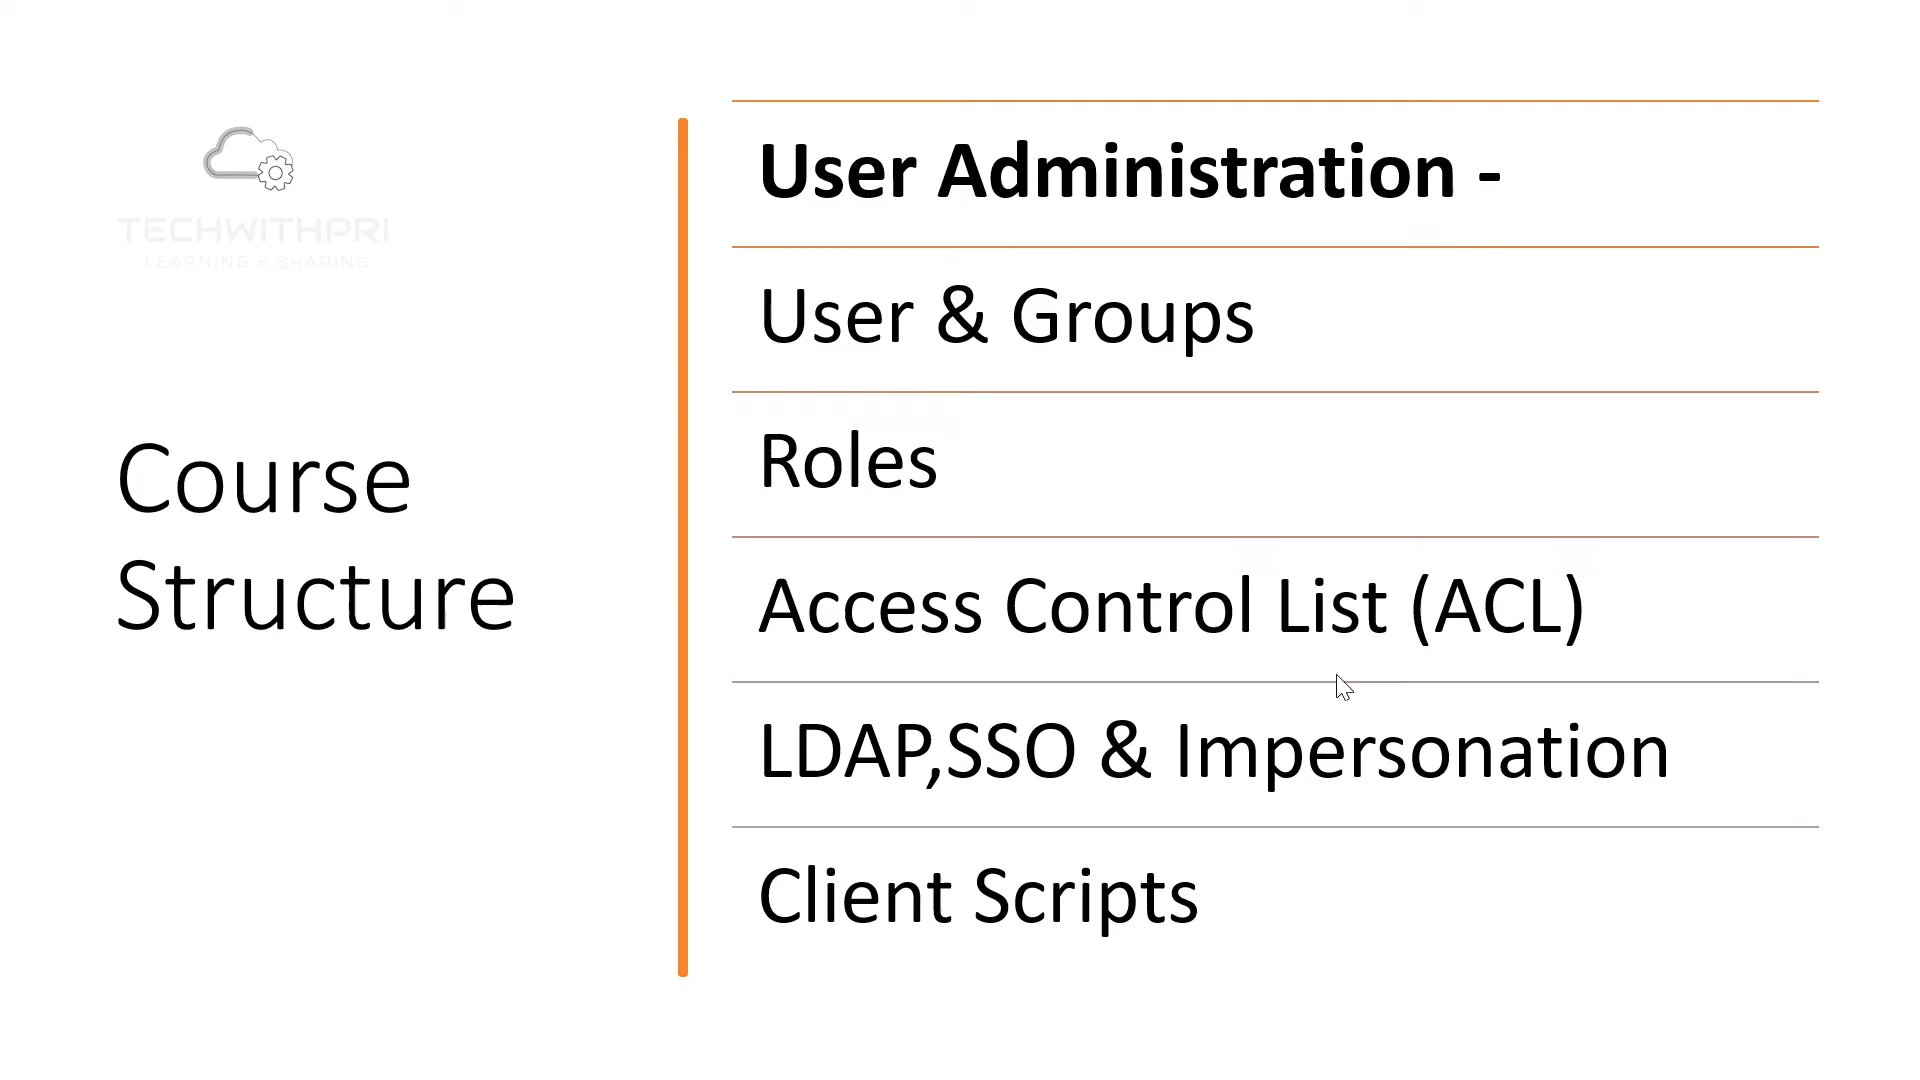 TECHWITHPRI
LEARNING & SHARING
Course
Structure
User Administration -
User & Groups
Roles
Access Control List (ACL)
LDAP,SSO & Impersonation
Client Scripts